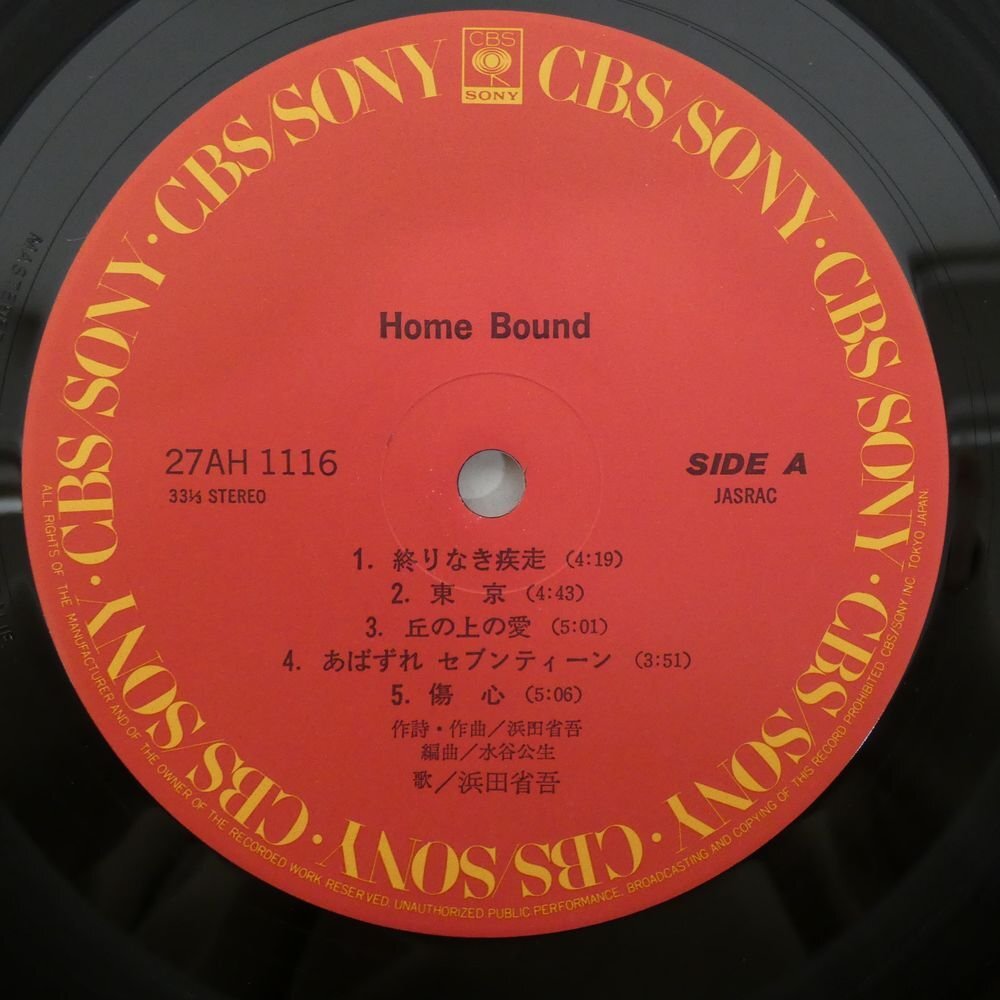 CBS
SONY
CBS/SONY · CBS/SONY · CBS/SONY · CBS/SONY · CBS/SONY · CBS/SONY · CBS/SONY · CBS/SONY
Home Bound
27AH 1116
33⅓ STEREO
SIDE A
JASRAC
1. 終りなき疾走 (4:19)
2. 東 京 (4:43)
3. 丘の上の愛 (5:01)
4. あばずれ セブンティーン (3:51)
5. 傷 心 (5:06)
作詩・作曲／浜田省吾
編曲／水谷公生
歌／浜田省吾
ALL RIGHTS OF THE MANUFACTURER AND OF THE OWNER OF THE RECORDED WORK RESERVED. UNAUTHORIZED PUBLIC PERFORMANCE. BROADCASTING AND COPYING OF THIS RECORD PROHIBITED. CBS/SONY INC. TOKYO JAPAN.